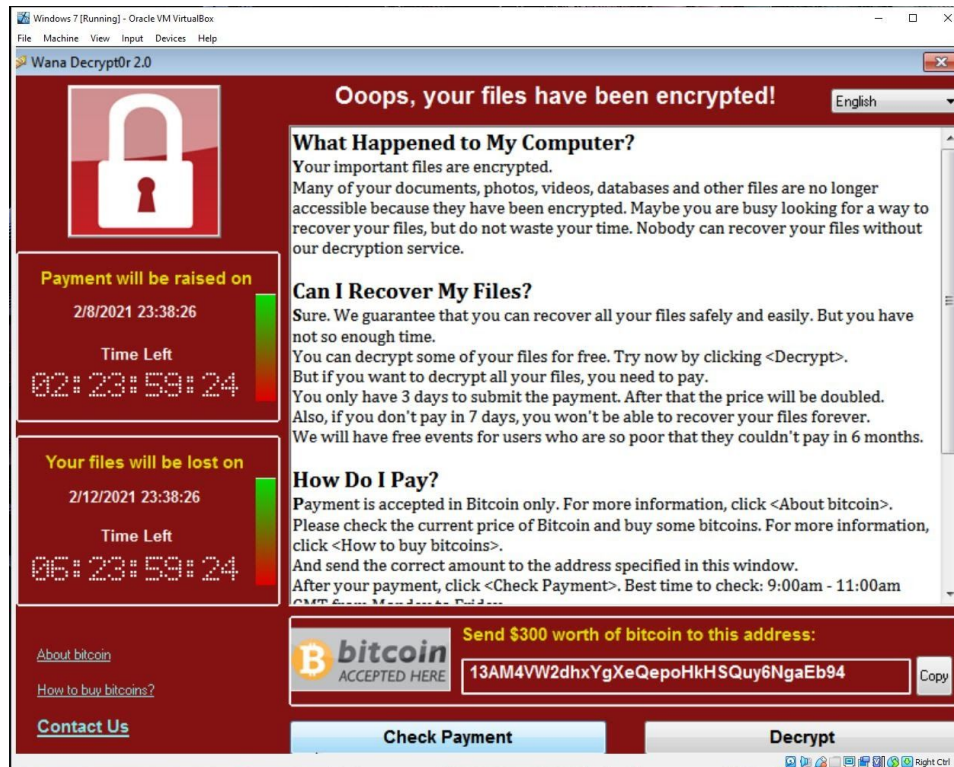 Windows 7 [Running] - Oracle VM VirtualBox
File Machine View Input Devices Help
Wana Decrypt0r 2.0
Ooops, your files have been encrypted!
English
What Happened to My Computer?
Your important files are encrypted.
Many of your documents, photos, videos, databases and other files are no longer
accessible because they have been encrypted. Maybe you are busy looking for a way to
recover your files, but do not waste your time. Nobody can recover your files without
our decryption service.
Can I Recover My Files?
Sure. We guarantee that you can recover all your files safely and easily. But you have
not so enough time.
You can decrypt some of your files for free. Try now by clicking <Decrypt>.
But if you want to decrypt all your files, you need to pay.
You only have 3 days to submit the payment. After that the price will be doubled.
Also, if you don't pay in 7 days, you won't be able to recover your files forever.
We will have free events for users who are so poor that they couldn't pay in 6 months.
How Do I Pay?
Payment is accepted in Bitcoin only. For more information, click <About bitcoin>.
Please check the current price of Bitcoin and buy some bitcoins. For more information,
click <How to buy bitcoins>.
And send the correct amount to the address specified in this window.
After your payment, click <Check Payment>. Best time to check: 9:00am - 11:00am
GMT from Monday to Friday.
Payment will be raised on
2/8/2021 23:38:26
Time Left
02:23:59:24
Your files will be lost on
2/12/2021 23:38:26
Time Left
06:23:59:24
About bitcoin
How to buy bitcoins?
Contact Us
bitcoin
ACCEPTED HERE
Send $300 worth of bitcoin to this address:
13AM4VW2dhxYgXeQepoHkHSQuy6NgaEb94
Copy
Check Payment
Decrypt
Right Ctrl